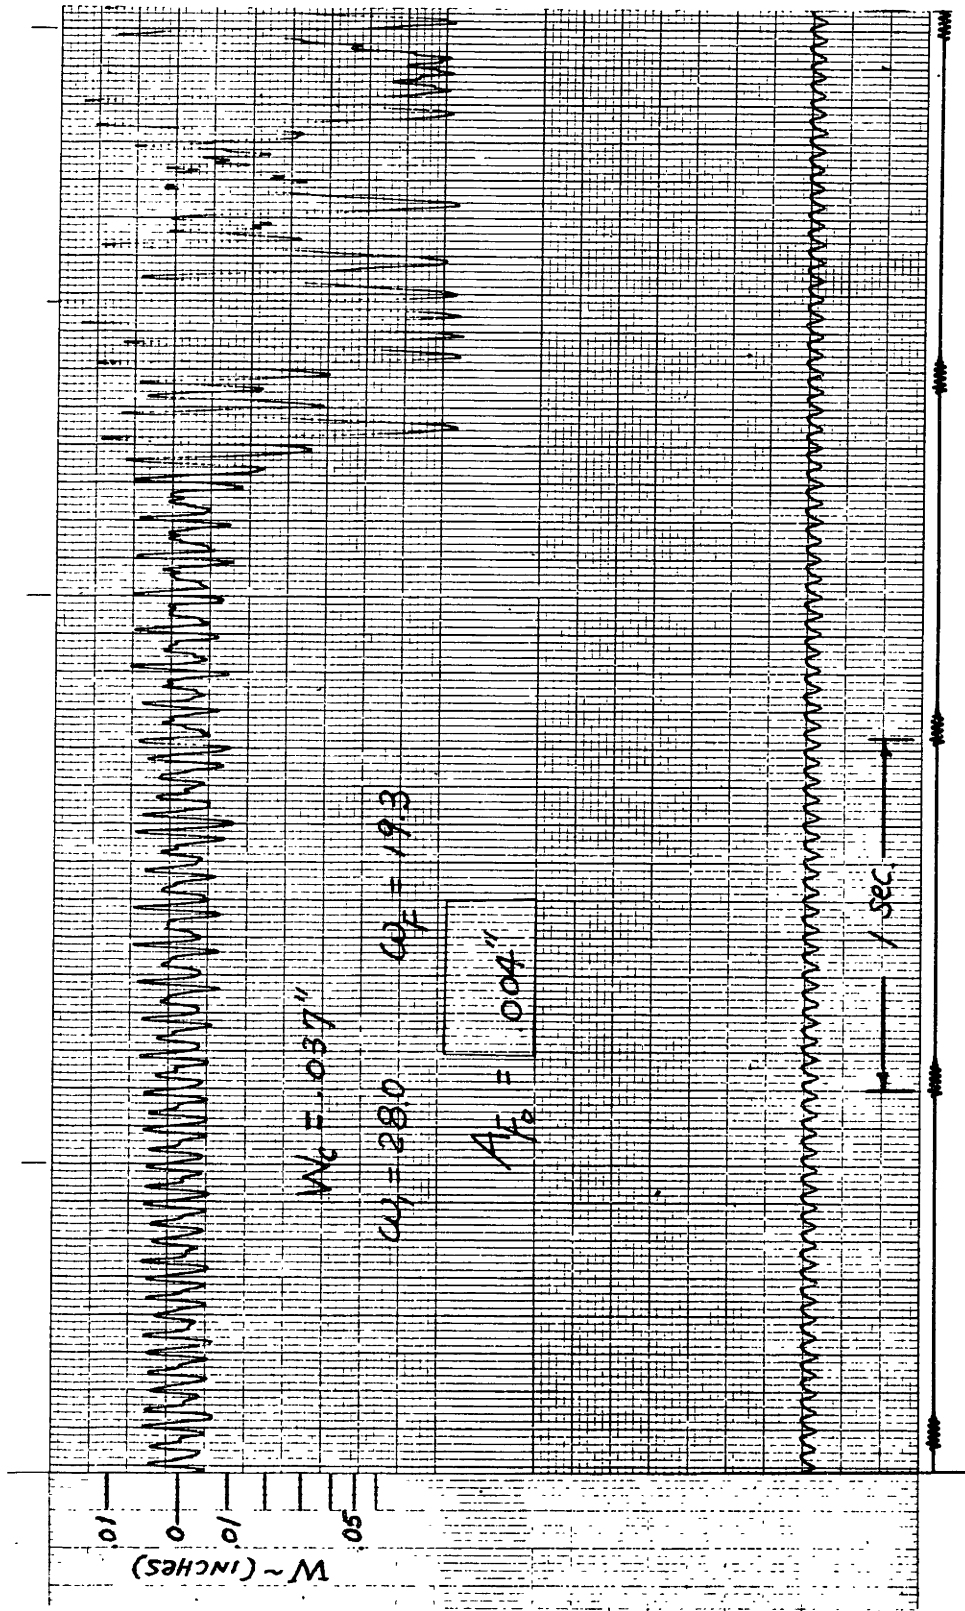 W ~ (INCHES)
.01
0
.01
.05
Wc = .037"
ω₁ = 28.0 ωF = 19.3
AF₀ = .004"
1 sec.